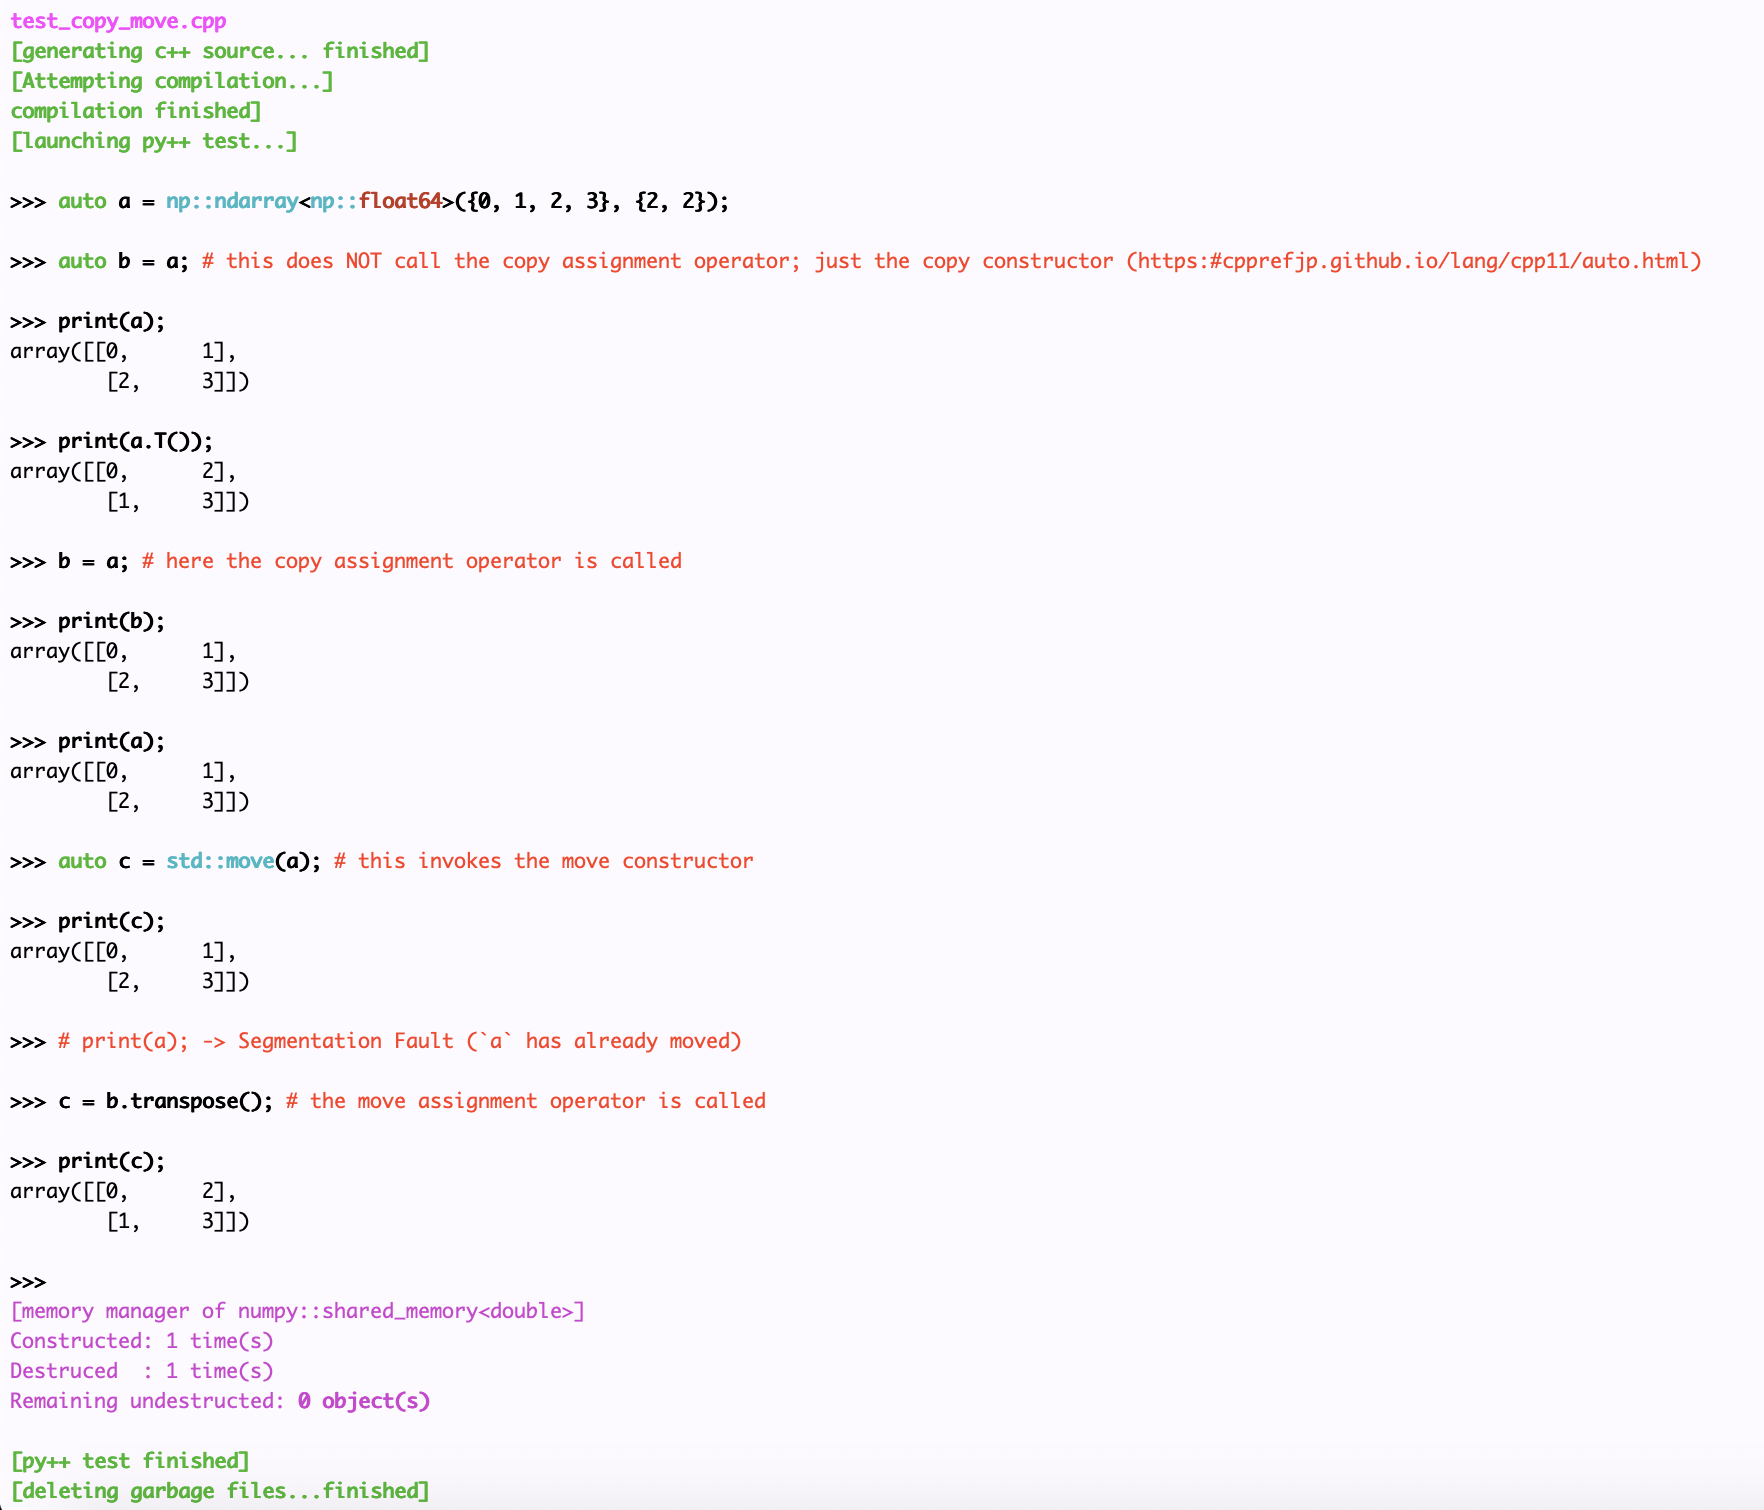 test_copy_move.cpp
[generating c++ source... finished]
[Attempting compilation...]
compilation finished]
[launching py++ test...]
>>> auto a = np::ndarray<np::float64>({0, 1, 2, 3}, {2, 2});
>>> auto b = a; # this does NOT call the copy assignment operator; just the copy constructor (https:#cpprefjp.github.io/lang/cpp11/auto.html)
>>> print(a);
array([[0,      1],
        [2,     3]])
>>> print(a.T());
array([[0,      2],
        [1,     3]])
>>> b = a; # here the copy assignment operator is called
>>> print(b);
array([[0,      1],
        [2,     3]])
>>> print(a);
array([[0,      1],
        [2,     3]])
>>> auto c = std::move(a); # this invokes the move constructor
>>> print(c);
array([[0,      1],
        [2,     3]])
>>> # print(a); -> Segmentation Fault (`a` has already moved)
>>> c = b.transpose(); # the move assignment operator is called
>>> print(c);
array([[0,      2],
        [1,     3]])
>>>
[memory manager of numpy::shared_memory<double>]
Constructed: 1 time(s)
Destruced  : 1 time(s)
Remaining undestructed: 0 object(s)
[py++ test finished]
[deleting garbage files...finished]